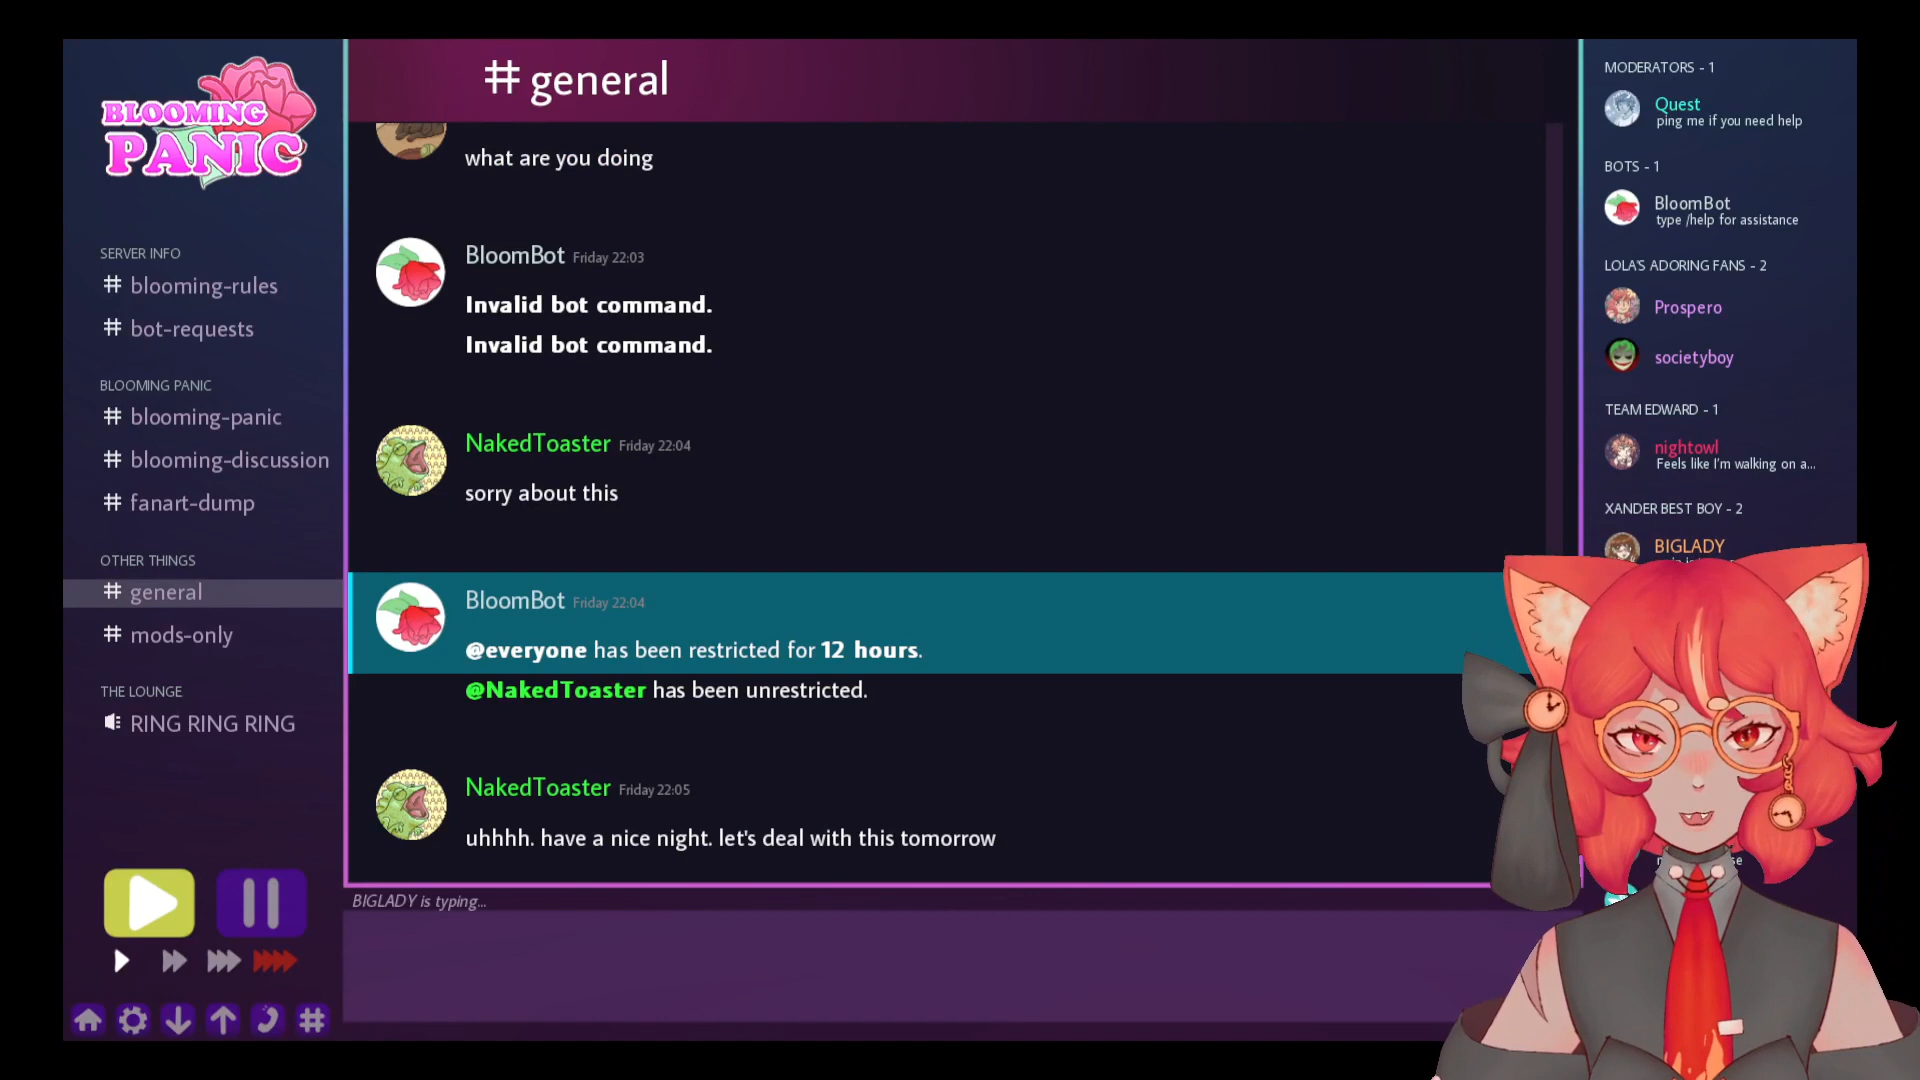 BLOOMING
PANIC
SERVER INFO
# blooming-rules
# bot-requests
BLOOMING PANIC
# blooming-panic
# blooming-discussion
# fanart-dump
OTHER THINGS
# general
# mods-only
THE LOUNGE
RING RING RING
# general
what are you doing
BloomBot Friday 22:03
Invalid bot command.
Invalid bot command.
NakedToaster Friday 22:04
sorry about this
BloomBot Friday 22:04
@everyone has been restricted for 12 hours.
@NakedToaster has been unrestricted.
NakedToaster Friday 22:05
uhhhh. have a nice night. let's deal with this tomorrow
BIGLADY is typing...
MODERATORS - 1
Quest
ping me if you need help
BOTS - 1
BloomBot
type /help for assistance
LOLA'S ADORING FANS - 2
Prospero
societyboy
TEAM EDWARD - 1
nightowl
Feels like I'm walking on a...
XANDER BEST BOY - 2
BIGLADY